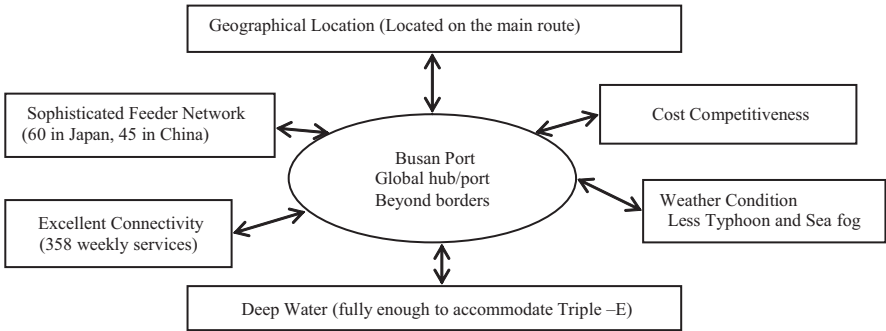 Geographical Location (Located on the main route)
Sophisticated Feeder Network
(60 in Japan, 45 in China)
Cost Competitiveness
Busan Port
Global hub/port
Beyond borders
Weather Condition
Less Typhoon and Sea fog
Excellent Connectivity
(358 weekly services)
Deep Water (fully enough to accommodate Triple –E)